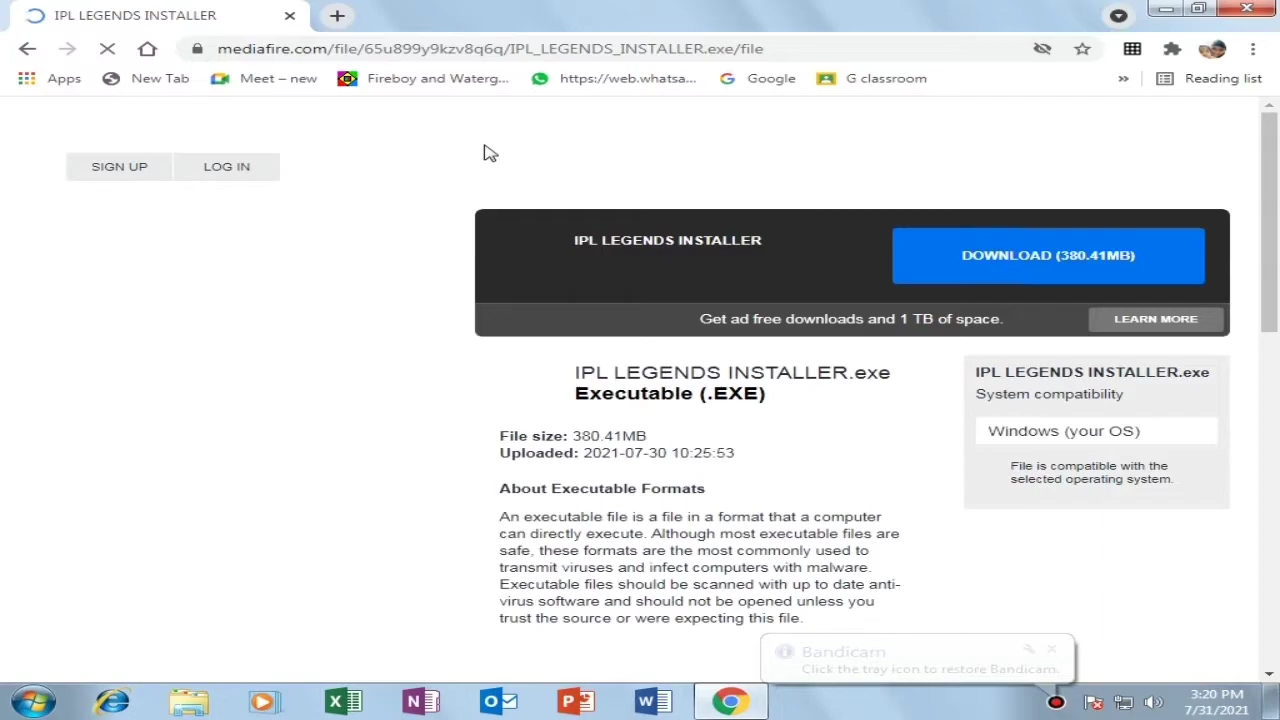 IPL LEGENDS INSTALLER
mediafire.com/file/65u899y9kzv8q6q/IPL_LEGENDS_INSTALLER.exe/file
Apps New Tab Meet – new Fireboy and Waterg... https://web.whatsa... Google G classroom » Reading list
SIGN UP LOG IN
IPL LEGENDS INSTALLER
DOWNLOAD (380.41MB)
Get ad free downloads and 1 TB of space.
LEARN MORE
IPL LEGENDS INSTALLER.exe
Executable (.EXE)
File size: 380.41MB
Uploaded: 2021-07-30 10:25:53
About Executable Formats
An executable file is a file in a format that a computer
can directly execute. Although most executable files are
safe, these formats are the most commonly used to
transmit viruses and infect computers with malware.
Executable files should be scanned with up to date anti-
virus software and should not be opened unless you
trust the source or were expecting this file.
IPL LEGENDS INSTALLER.exe
System compatibility
Windows (your OS)
File is compatible with the
selected operating system.
Bandicam
Click the tray icon to restore Bandicam.
3:20 PM
7/31/2021